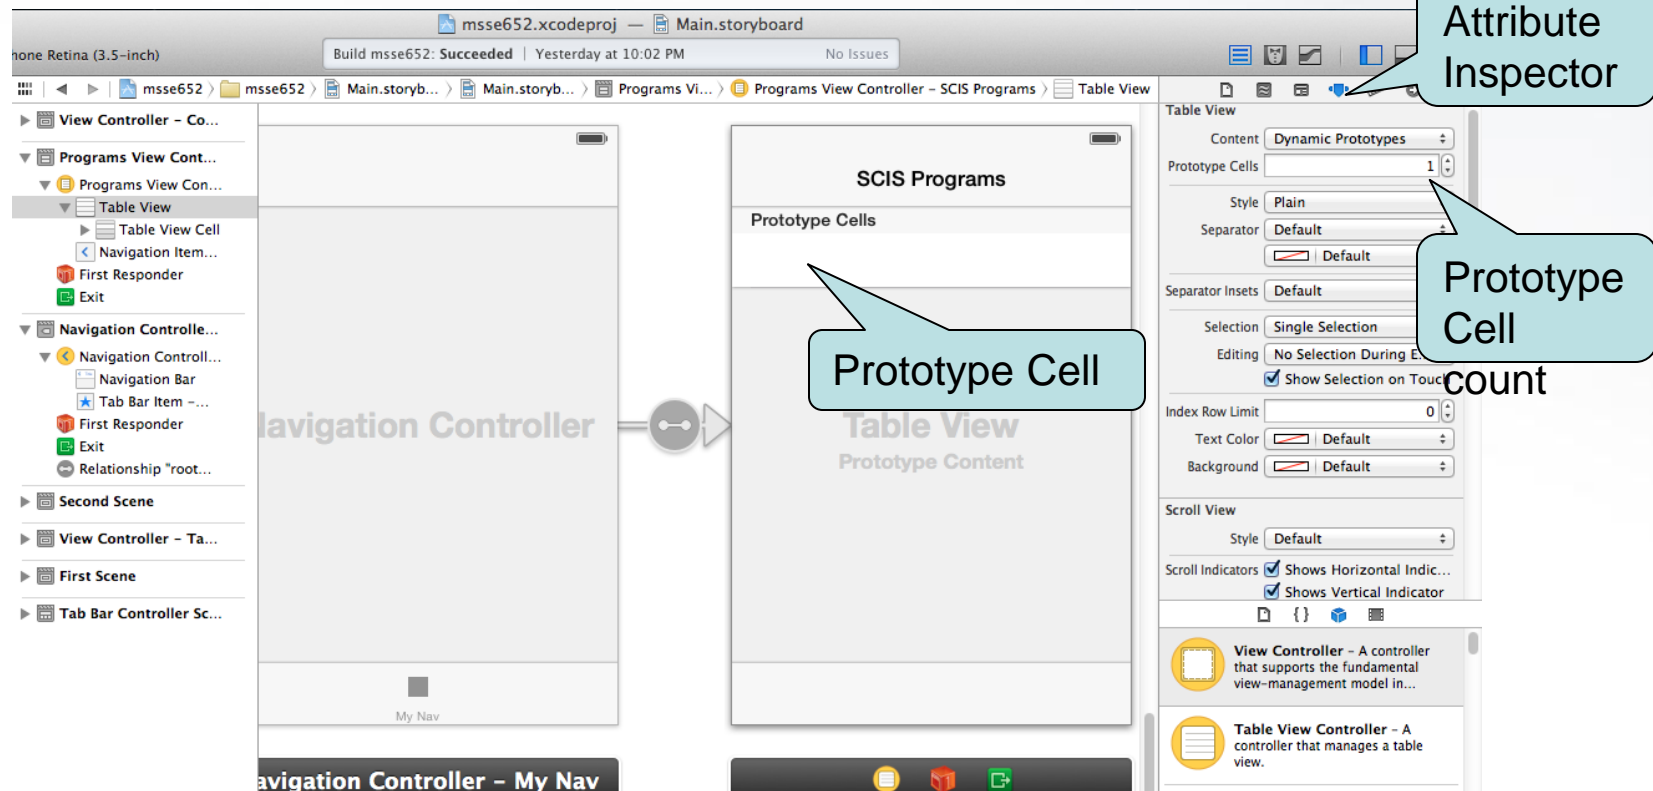 msse652.xcodeproj — Main.storyboard
hone Retina (3.5-inch)
Build msse652: Succeeded | Yesterday at 10:02 PM
No Issues
msse652 〉 msse652 〉 Main.storyb... 〉 Main.storyb... 〉 Programs Vi... 〉 Programs View Controller – SCIS Programs 〉 Table View
Attribute
Inspector
View Controller – Co...
Programs View Cont...
Programs View Con...
Table View
Table View Cell
Navigation Item...
First Responder
Exit
Navigation Controlle...
Navigation Controll...
Navigation Bar
Tab Bar Item –...
First Responder
Exit
Relationship "root...
Second Scene
View Controller – Ta...
First Scene
Tab Bar Controller Sc...
avigation Controller
My Nav
avigation Controller – My Nav
SCIS Programs
Prototype Cells
Prototype Cell
Table View
Prototype Content
Table View
Content Dynamic Prototypes
Prototype Cells 1
Style Plain
Separator Default
Default
Separator Insets Default
Selection Single Selection
Editing No Selection During E...
Show Selection on Touch
Index Row Limit 0
Text Color Default
Background Default
Prototype
Cell
count
Scroll View
Style Default
Scroll Indicators Shows Horizontal Indic...
Shows Vertical Indicator
{}
View Controller – A controller
that supports the fundamental
view-management model in...
Table View Controller – A
controller that manages a table
view.